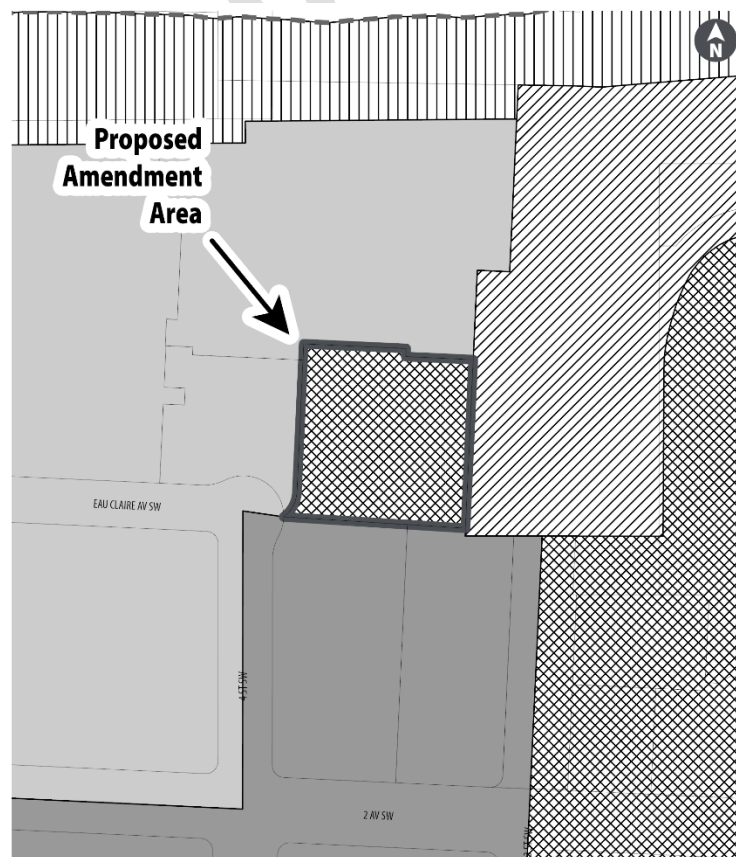 N
Proposed
Amendment
Area
EAU CLAIRE AV SW
4 ST SW
2 AV SW